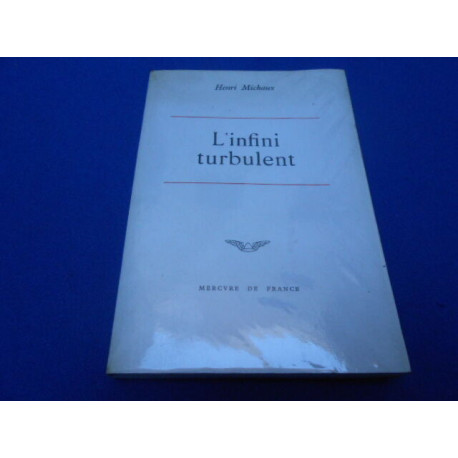 Henri Michaux
L'infini
turbulent
MERCVRE DE FRANCE